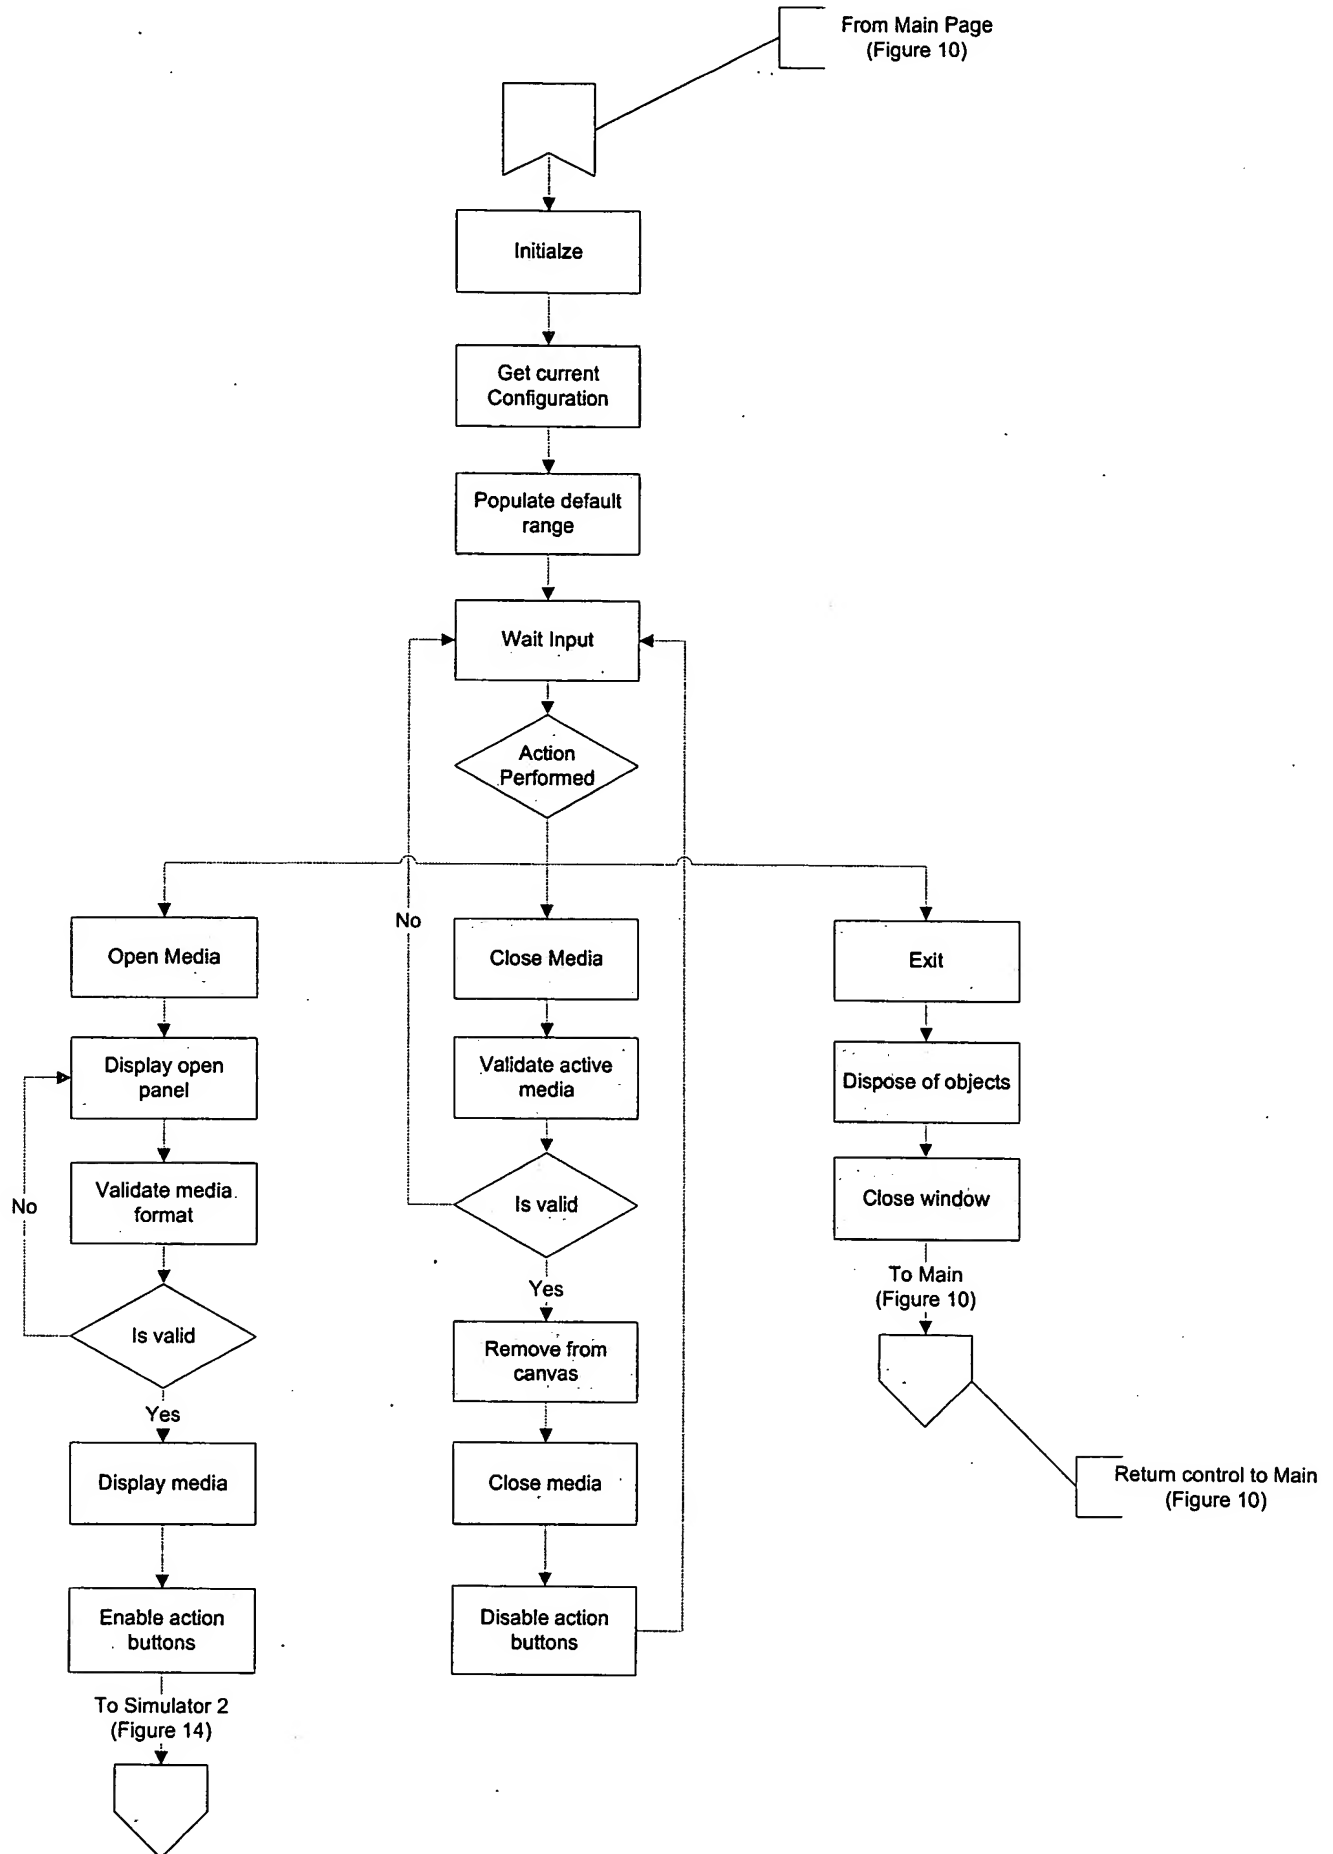 From Main Page
(Figure 10)
Initialze
Get current
Configuration
Populate default
range
Wait Input
Action
Performed
No
Open Media
Close Media
Exit
Display open
panel
Validate active
media
Dispose of objects
No
Validate media
format
Is valid
Close window
Yes
To Main
(Figure 10)
Is valid
Remove from
canvas
Yes
Display media
Close media
Return control to Main
(Figure 10)
Enable action
buttons
Disable action
buttons
To Simulator 2
(Figure 14)